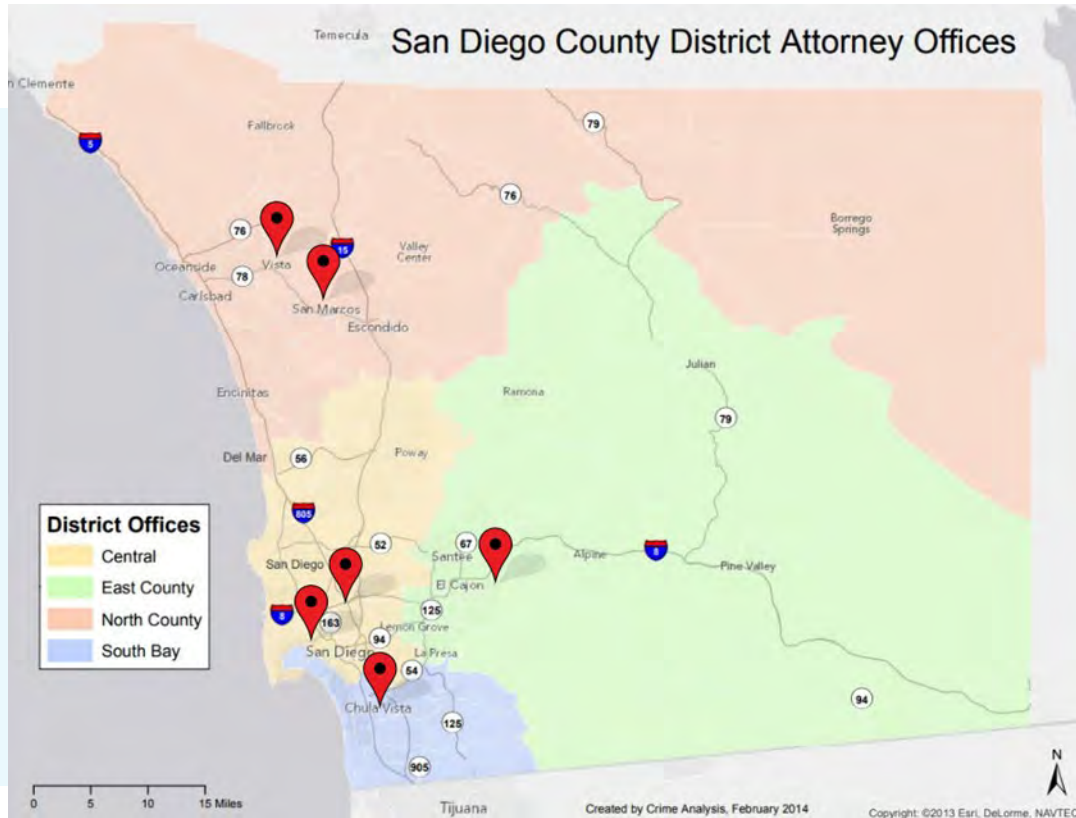 San Diego County District Attorney Offices
Temecula
n Clemente
Fallbrook
79
5
76
Borrego
Springs
76
15
Valley
Center
Oceanside
Vista
78
Carlsbad
San Marcos
Escondido
Julian
Encinitas
Ramona
79
Del Mar
56
Poway
805
District Offices
Central
East County
North County
South Bay
52
67
Santee
8
Alpine
San Diego
El Cajon
Pine Valley
8
163
125
Lemon Grove
94
San Diego
La Presa
54
Chula Vista
94
125
905
N
0 5 10 15 Miles
Tijuana
Created by Crime Analysis, February 2014
Copyright: ©2013 Esri, DeLorme, NAVTEC